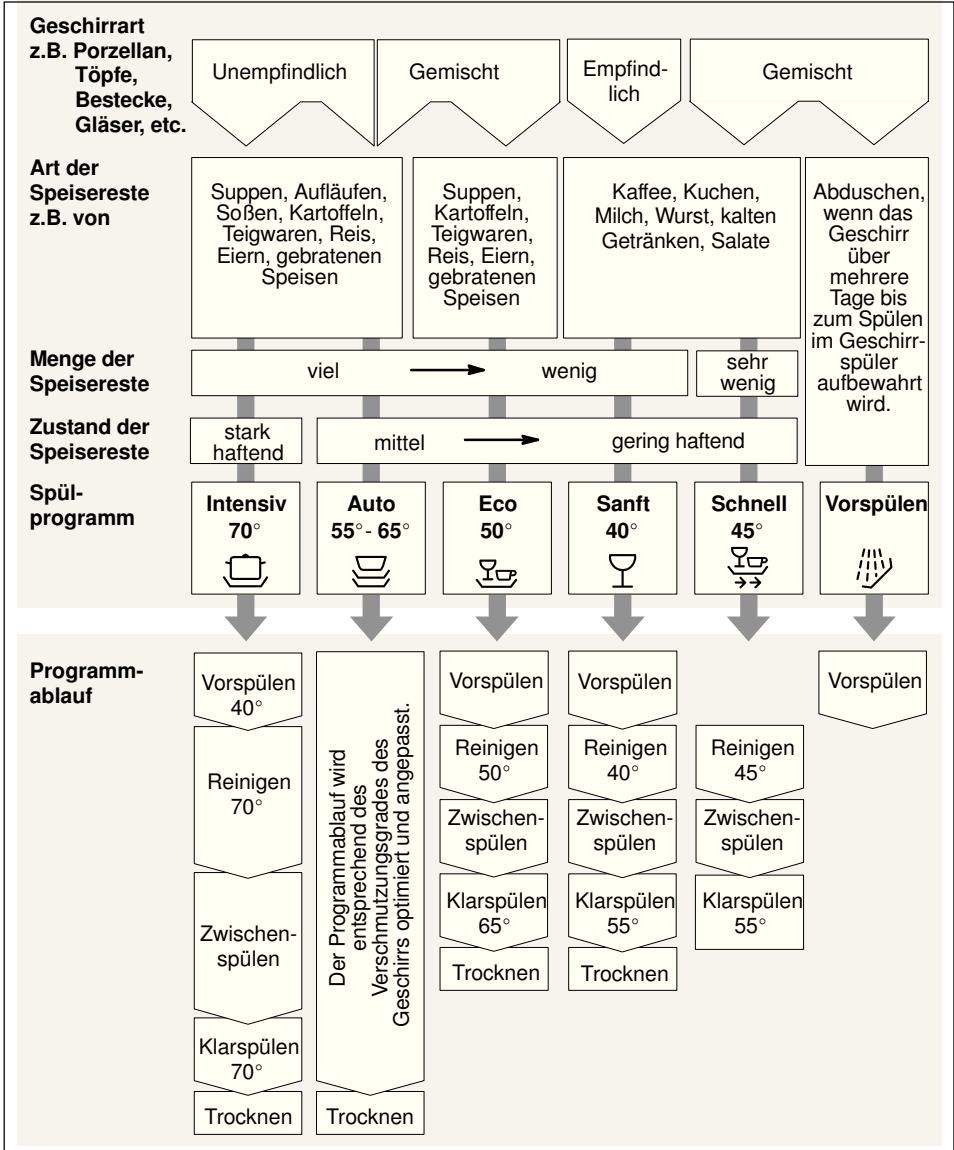 Geschirrart
z.B. Porzellan,
Töpfe,
Bestecke,
Gläser, etc.
Unempfindlich
Gemischt
Empfind-
lich
Gemischt
Art der
Speisereste
z.B. von
Suppen, Aufläufen,
Soßen, Kartoffeln,
Teigwaren, Reis,
Eiern, gebratenen
Speisen
Suppen,
Kartoffeln,
Teigwaren,
Reis, Eiern,
gebratenen
Speisen
Kaffee, Kuchen,
Milch, Wurst, kalten
Getränken, Salate
Abduschen,
wenn das
Geschirr
über
mehrere
Tage bis
zum Spülen
im Geschirr-
spüler
aufbewahrt
wird.
Menge der
Speisereste
viel
wenig
sehr
wenig
Zustand der
Speisereste
stark
haftend
mittel
gering haftend
Spül-
programm
Intensiv
70°
Auto
55°- 65°
Eco
50°
Sanft
40°
Schnell
45°
Vorspülen
Programm-
ablauf
Vorspülen
40°
Reinigen
70°
Zwischen-
spülen
Klarspülen
70°
Trocknen
Der Programmablauf wird
entsprechend des
Verschmutzungsgrades des
Geschirrs optimiert und angepasst.
Trocknen
Vorspülen
Reinigen
50°
Zwischen-
spülen
Klarspülen
65°
Trocknen
Vorspülen
Reinigen
40°
Zwischen-
spülen
Klarspülen
55°
Trocknen
Reinigen
45°
Zwischen-
spülen
Klarspülen
55°
Vorspülen